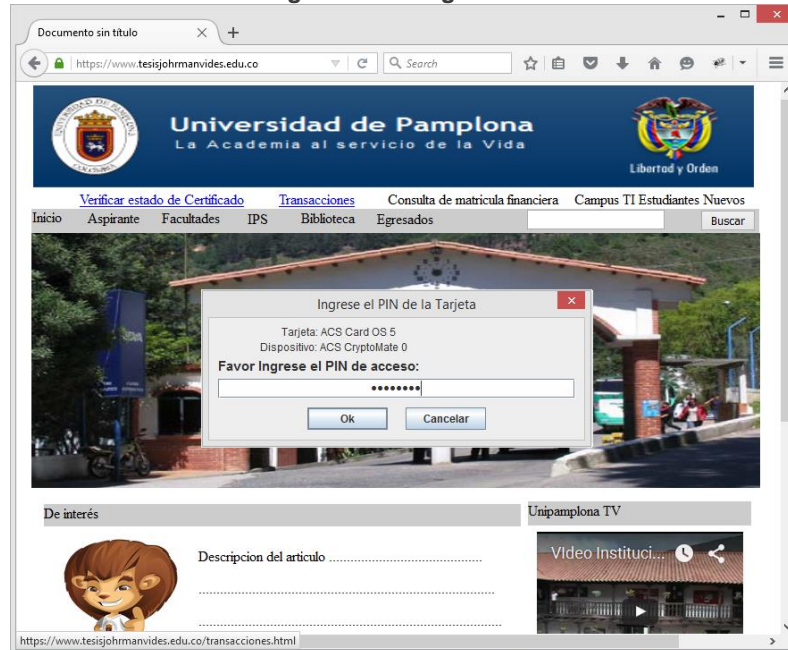 Documento sin título
https://www.tesisjohrmanvides.edu.co
Search
Universidad de Pamplona
La Academia al servicio de la Vida
Libertad y Orden
Verificar estado de Certificado Transacciones Consulta de matricula financiera Campus TI Estudiantes Nuevos
Inicio Aspirante Facultades IPS Biblioteca Egresados Buscar
Ingrese el PIN de la Tarjeta
Tarjeta: ACS Card OS 5
Dispositivo: ACS CryptoMate 0
Favor Ingrese el PIN de acceso:
••••••••
Ok Cancelar
De interés
Unipamplona TV
Descripcion del articulo ..........................................
VIdeo Instituci...
https://www.tesisjohrmanvides.edu.co/transacciones.html